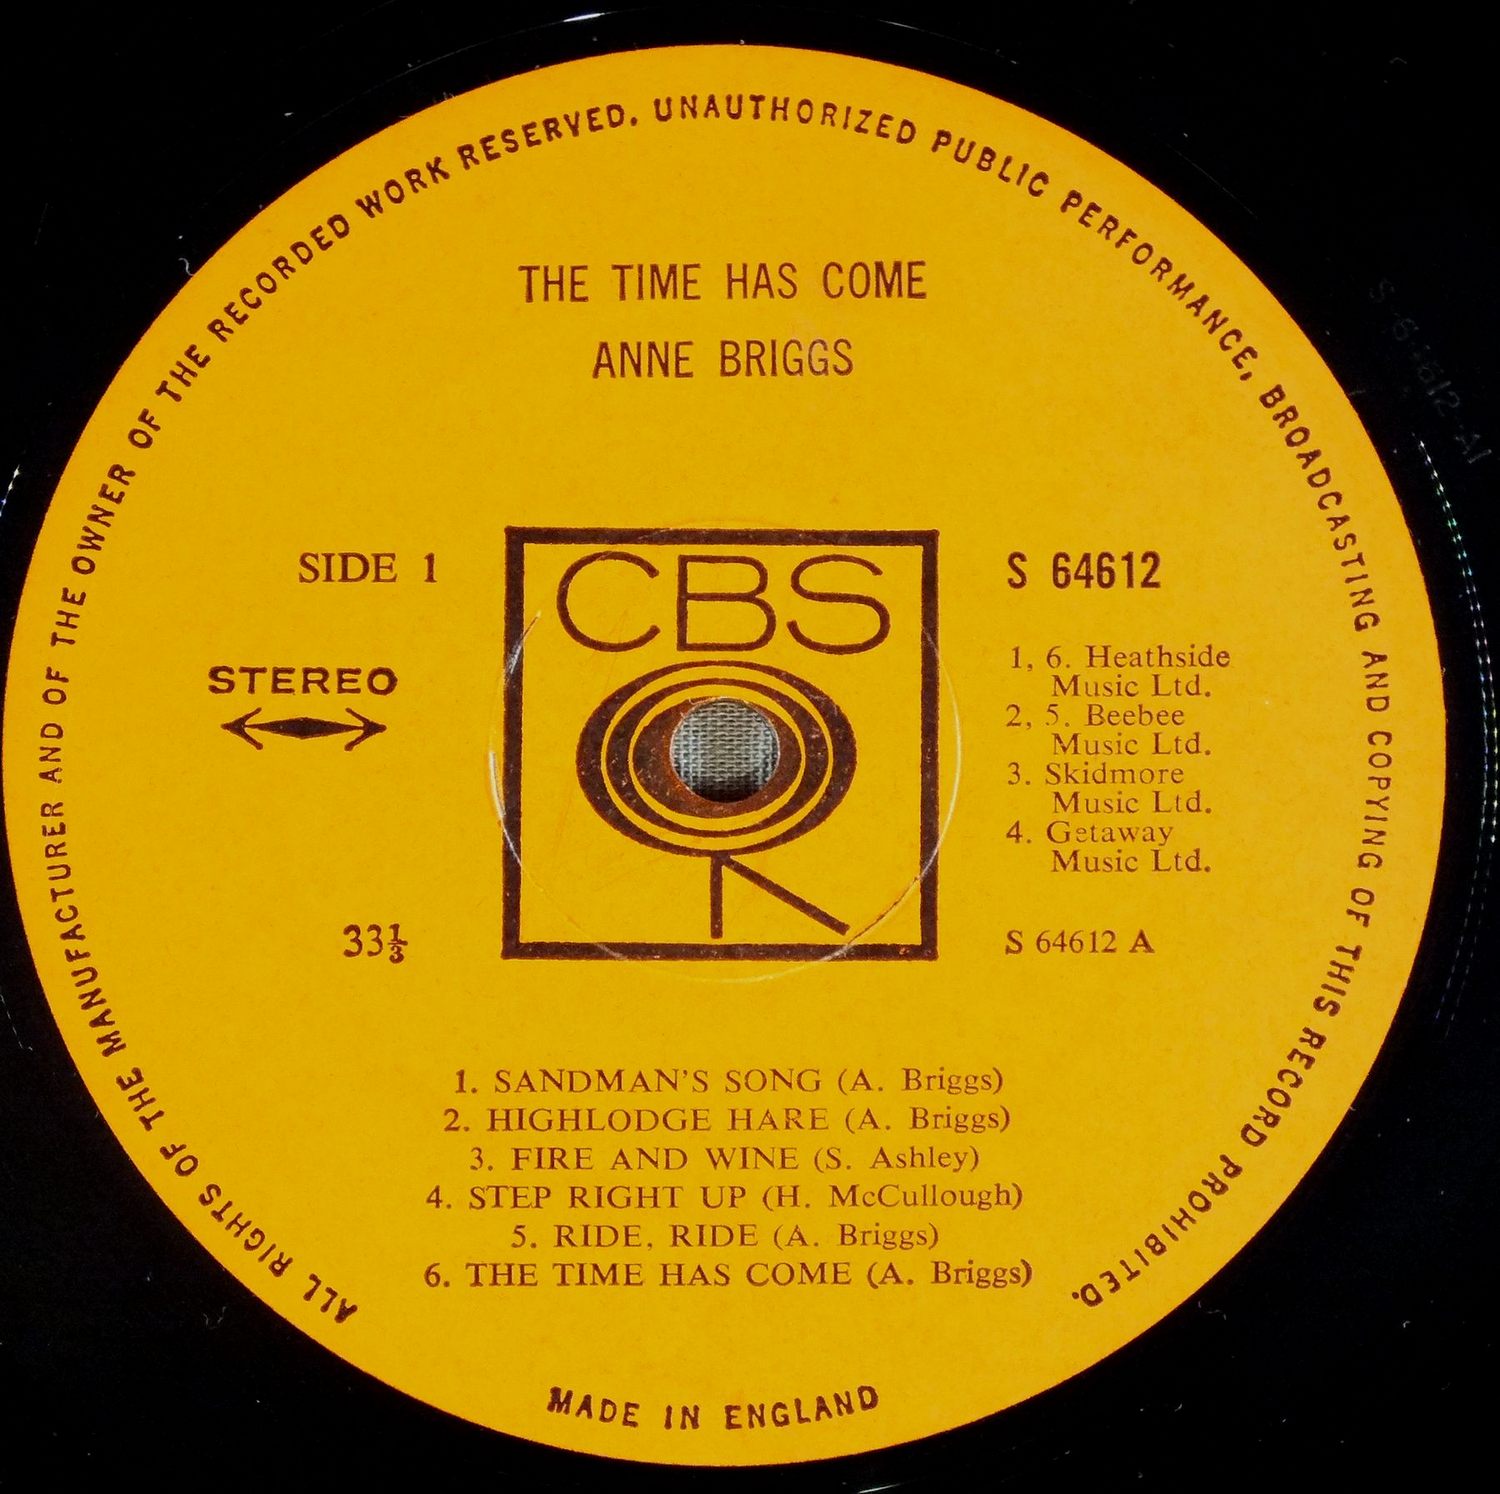 ALL RIGHTS OF THE MANUFACTURER AND OF THE OWNER OF THE RECORDED WORK RESERVED. UNAUTHORIZED PUBLIC PERFORMANCE, BROADCASTING AND COPYING OF THIS RECORD PROHIBITED.
THE TIME HAS COME
ANNE BRIGGS
SIDE 1
STEREO
33⅓
CBS
S 64612
1, 6. Heathside
Music Ltd.
2, 5. Beebee
Music Ltd.
3. Skidmore
Music Ltd.
4. Getaway
Music Ltd.
S 64612 A
1. SANDMAN'S SONG (A. Briggs)
2. HIGHLODGE HARE (A. Briggs)
3. FIRE AND WINE (S. Ashley)
4. STEP RIGHT UP (H. McCullough)
5. RIDE, RIDE (A. Briggs)
6. THE TIME HAS COME (A. Briggs)
MADE IN ENGLAND